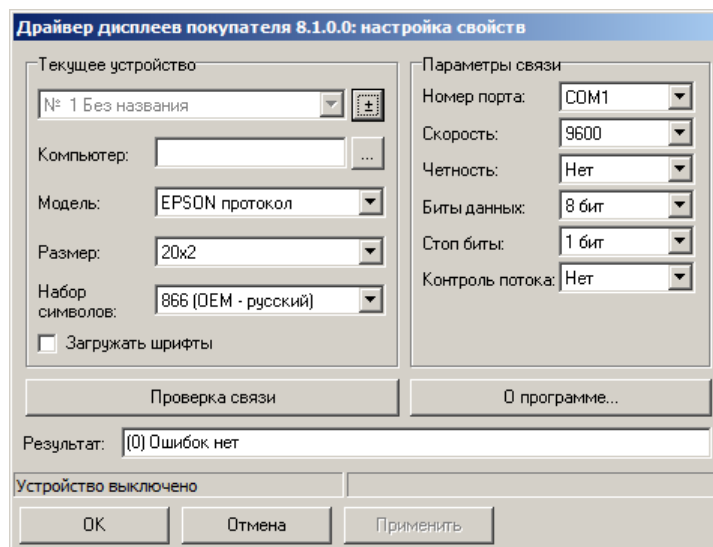 Драйвер дисплеев покупателя 8.1.0.0: настройка свойств
Текущее устройство
№ 1 Без названия
±
Компьютер:
...
Модель:
EPSON протокол
Размер:
20x2
Набор
символов:
866 (OEM - русский)
Загружать шрифты
Параметры связи
Номер порта:
COM1
Скорость:
9600
Четность:
Нет
Биты данных:
8 бит
Стоп биты:
1 бит
Контроль потока:
Нет
Проверка связи
О программе...
Результат:
(0) Ошибок нет
Устройство выключено
OK
Отмена
Применить